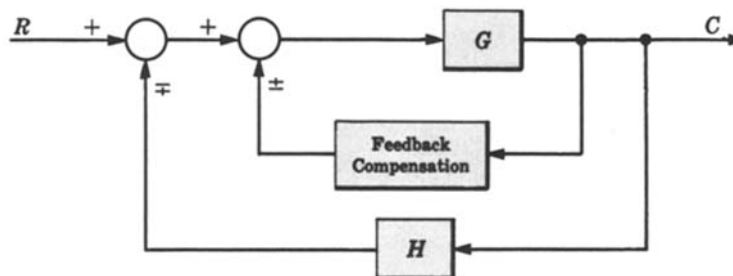 R + + G C
∓ ±
Feedback
Compensation
H